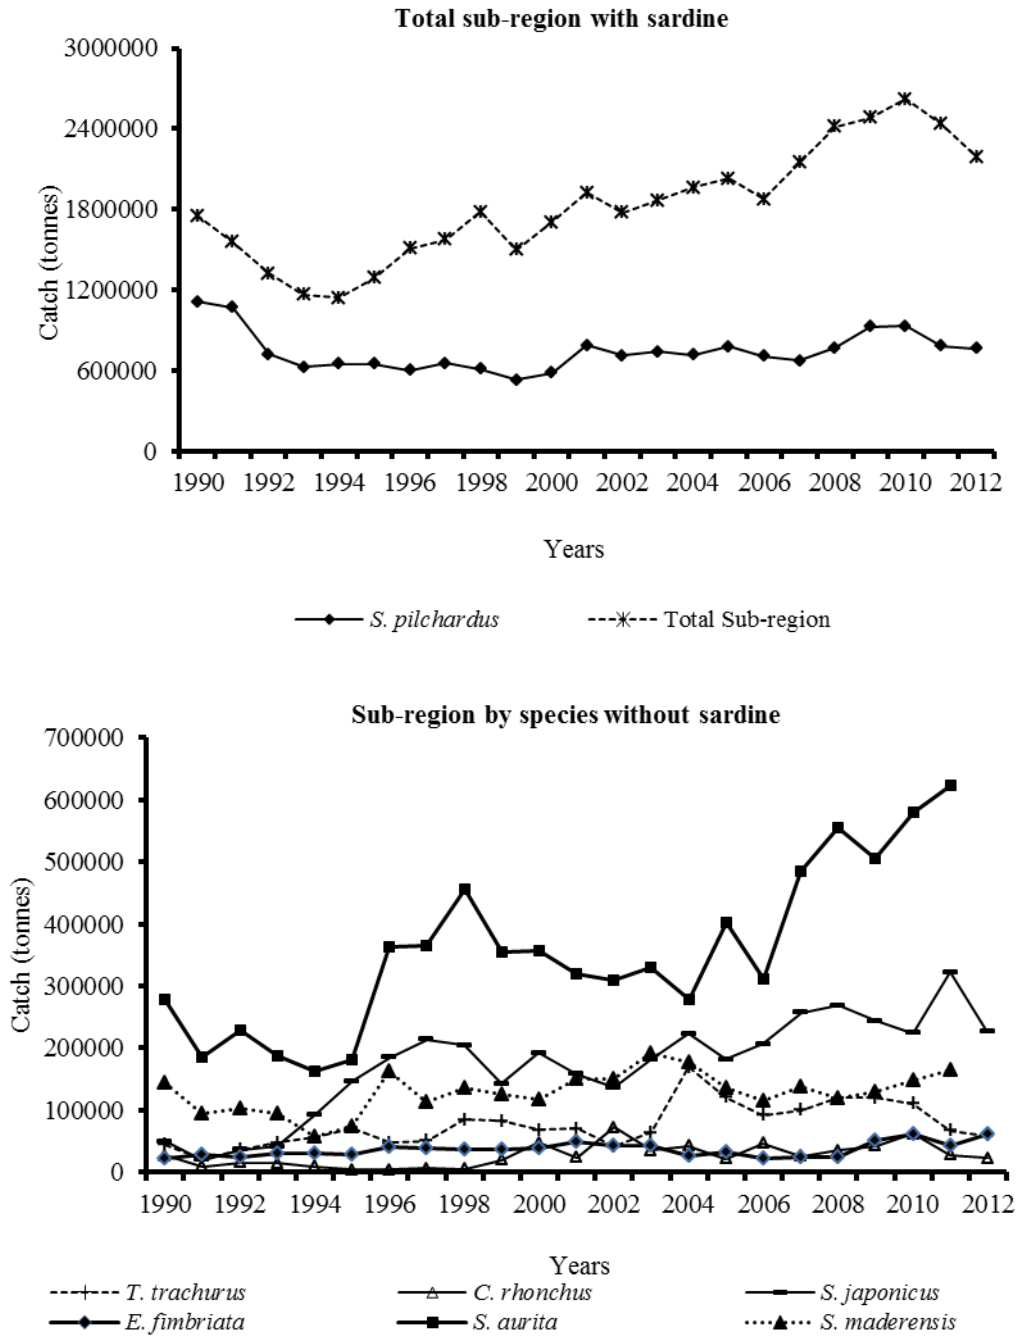 Total sub-region with sardine
3000000
2400000
1800000
1200000
600000
0
Catch (tonnes)
1990 1992 1994 1996 1998 2000 2002 2004 2006 2008 2010 2012
Years
S. pilchardus Total Sub-region
Sub-region by species without sardine
700000
600000
500000
400000
300000
200000
100000
0
Catch (tonnes)
1990 1992 1994 1996 1998 2000 2002 2004 2006 2008 2010 2012
Years
T. trachurus C. rhonchus S. japonicus
E. fimbriata S. aurita S. maderensis